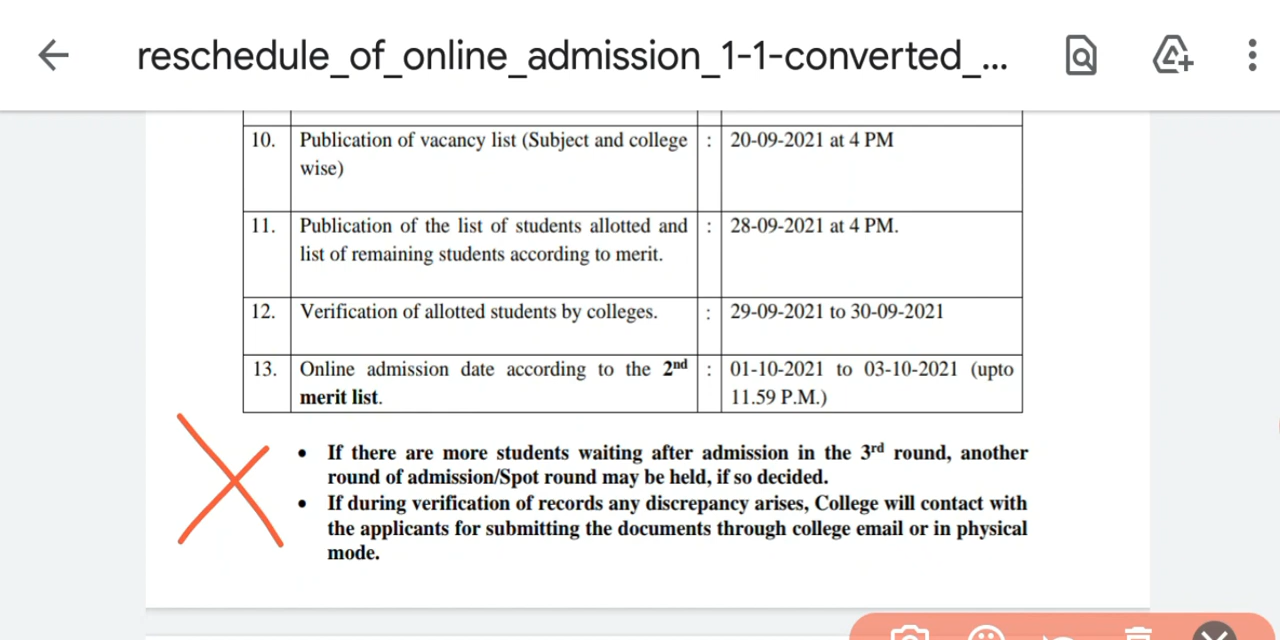 reschedule_of_online_admission_1-1-converted_...
10. Publication of vacancy list (Subject and college : 20-09-2021 at 4 PM
wise)
11. Publication of the list of students allotted and : 28-09-2021 at 4 PM.
list of remaining students according to merit.
12. Verification of allotted students by colleges. : 29-09-2021 to 30-09-2021
13. Online admission date according to the 2nd : 01-10-2021 to 03-10-2021 (upto
merit list. 11.59 P.M.)
• If there are more students waiting after admission in the 3rd round, another
round of admission/Spot round may be held, if so decided.
• If during verification of records any discrepancy arises, College will contact with
the applicants for submitting the documents through college email or in physical
mode.